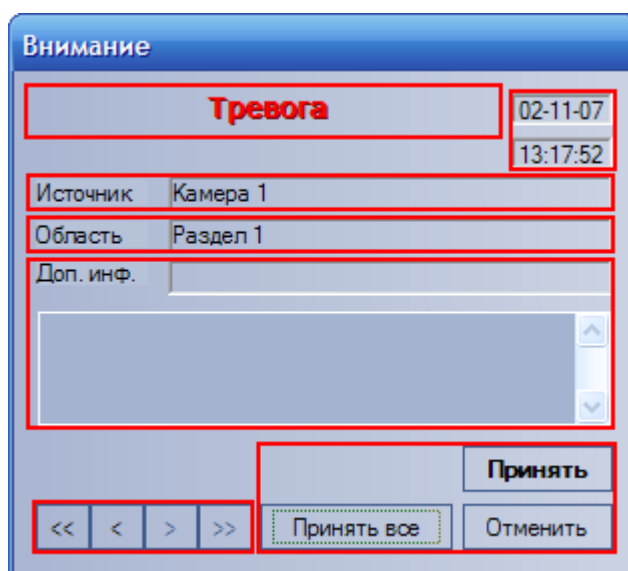 Внимание
Тревога
02-11-07
13:17:52
Источник Камера 1
Область Раздел 1
Доп. инф.
Принять
<< < > >> Принять все Отменить